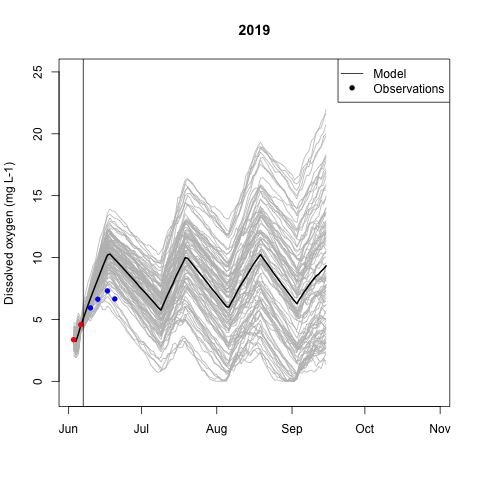 2019
Model
Observations
Dissolved oxygen (mg L-1)
25
20
15
10
5
0
Jun Jul Aug Sep Oct Nov